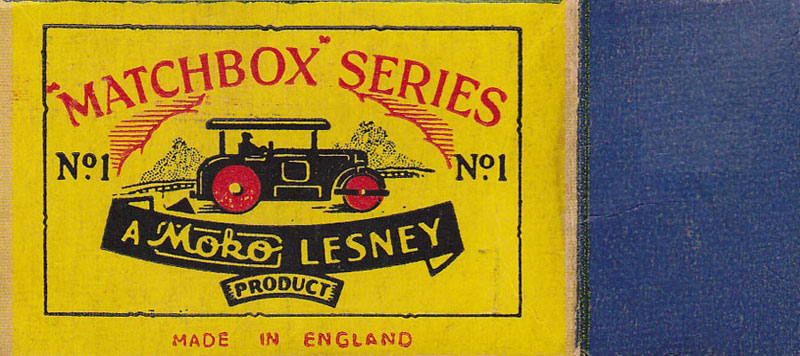 "MATCHBOX" SERIES
Nº1 Nº1
A Moko LESNEY
PRODUCT
MADE IN ENGLAND